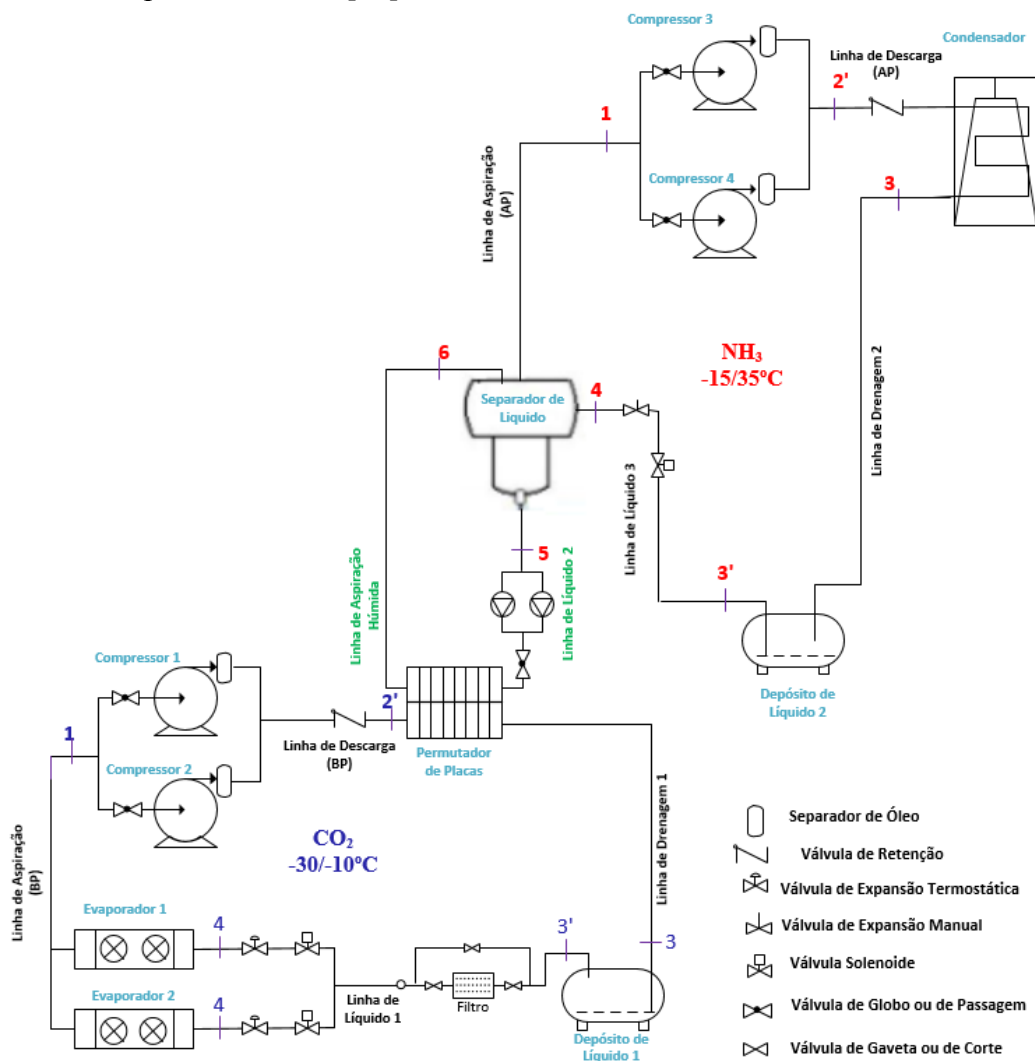 Compressor 3
Condensador
Linha de Descarga
(AP)
2'
1
Linha de Aspiração
(AP)
Compressor 4
3
6
NH₃
-15/35ºC
Separador de
Liquido
4
Linha de Drenagem 2
Linha de Líquido 3
5
Linha de Aspiração
Húmida
Linha de Líquido 2
3'
Compressor 1
Depósito de
Líquido 2
2'
1
Linha de Descarga
(BP)
Permutador
de Placas
Compressor 2
Linha de Drenagem 1
Separador de Óleo
CO₂
-30/-10ºC
Válvula de Retenção
Linha de Aspiração
(BP)
Válvula de Expansão Termostática
Evaporador 1
4
3'
3
Válvula de Expansão Manual
Válvula Solenoide
Evaporador 2
4
Linha de
Líquido 1
Filtro
Válvula de Globo ou de Passagem
Depósito de
Líquido 1
Válvula de Gaveta ou de Corte